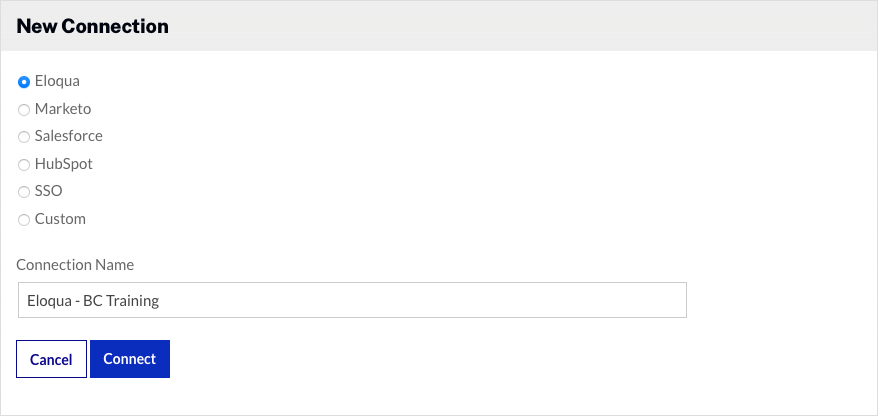 New Connection
Eloqua
Marketo
Salesforce
HubSpot
SSO
Custom
Connection Name
Eloqua - BC Training
Cancel Connect